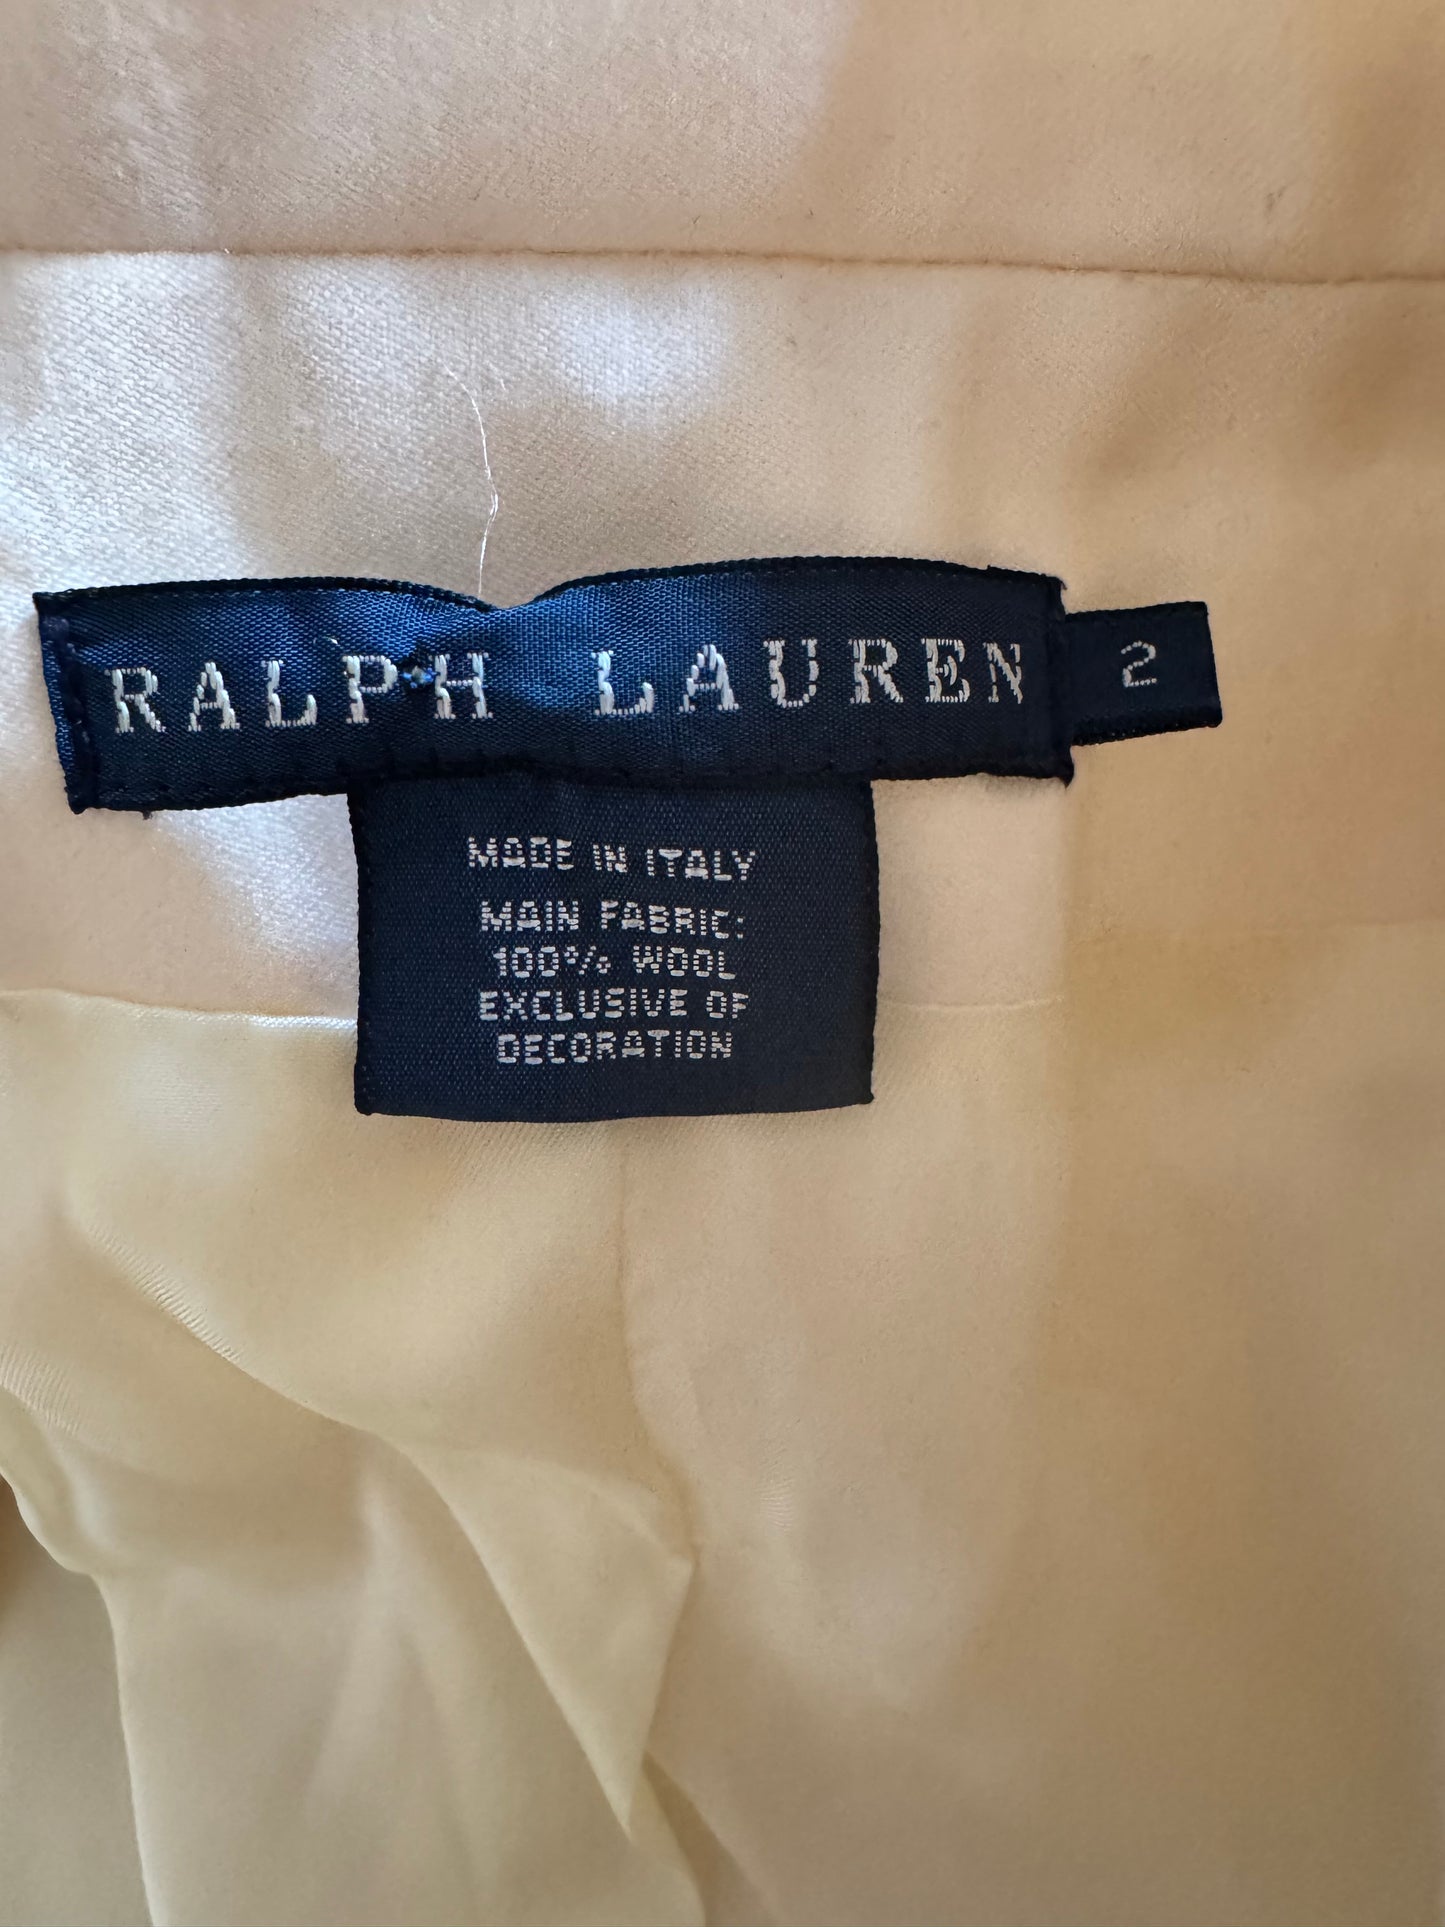 RALPH LAUREN 2
MADE IN ITALY
MAIN FABRIC:
100% WOOL
EXCLUSIVE OF
DECORATION